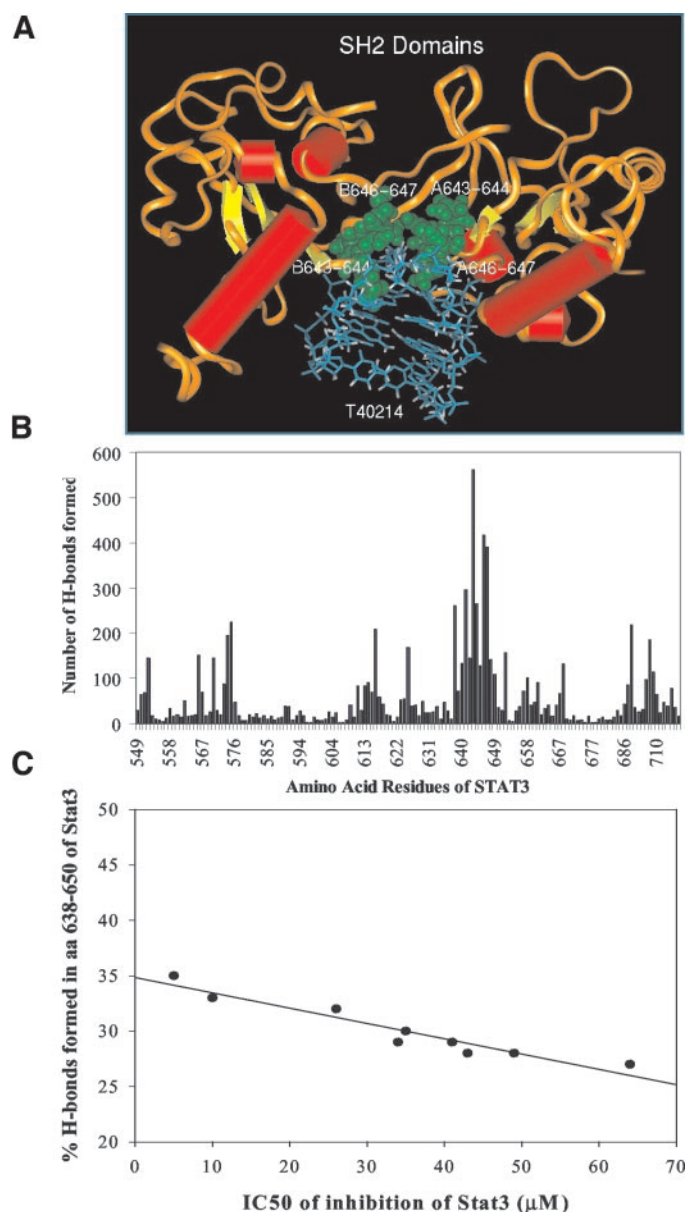 A
SH2 Domains
B646-647 A643-644
B643-644 A646-647
T40214
B
Number of H-bonds formed
600
500
400
300
200
100
0
549 558 567 576 585 594 604 613 622 631 640 649 658 667 677 686 710
Amino Acid Residues of STAT3
C
% H-bonds formed in aa 638-650 of Stat3
50
45
40
35
30
25
20
0 10 20 30 40 50 60 70
IC50 of inhibition of Stat3 (μM)